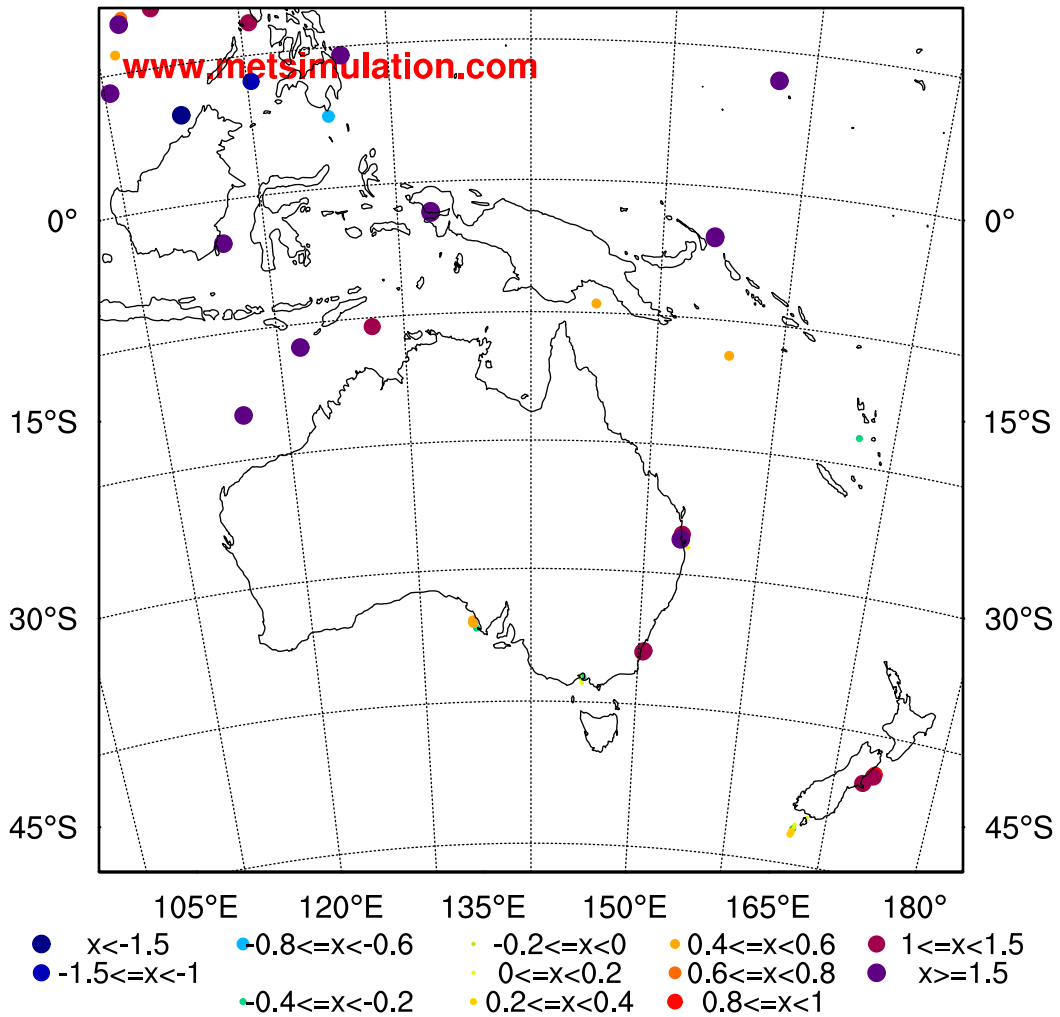 www.metsimulation.com
0° 0°
15°S 15°S
30°S 30°S
45°S 45°S
105°E 120°E 135°E 150°E 165°E 180°
x<-1.5 -0.8<=x<-0.6 -0.2<=x<0 0.4<=x<0.6 1<=x<1.5
-1.5<=x<-1 0<=x<0.2 0.6<=x<0.8 x>=1.5
-0.4<=x<-0.2 0.2<=x<0.4 0.8<=x<1